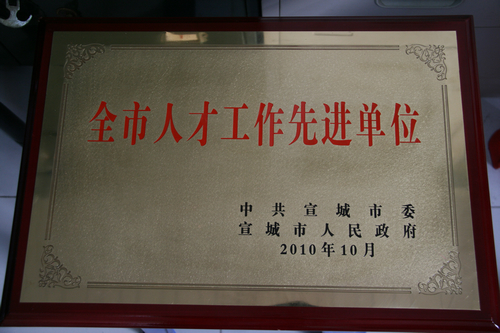 全市人才工作先进单位
中共宣城市委
宣城市人民政府
2010年10月